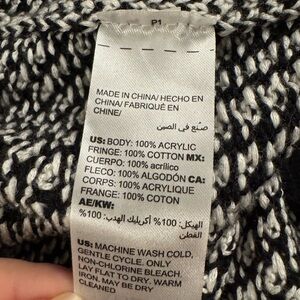 P1
MADE IN CHINA/ HECHO EN
CHINA/ FABRIQUÉ EN
CHINE/
صنع في الصين
US: BODY: 100% ACRYLIC
FRINGE: 100% COTTON MX:
CUERPO: 100% acrílico
FLECO: 100% ALGODÓN CA:
CORPS: 100% ACRYLIQUE
FRANGE: 100% COTON
AE/KW:
الهيكل: 100% أكريليك الهدب: 100%
القطن
US: MACHINE WASH COLD,
GENTLE CYCLE. ONLY
NON-CHLORINE BLEACH.
LAY FLAT TO DRY. WARM
IRON. MAY BE DRY
CLEANED